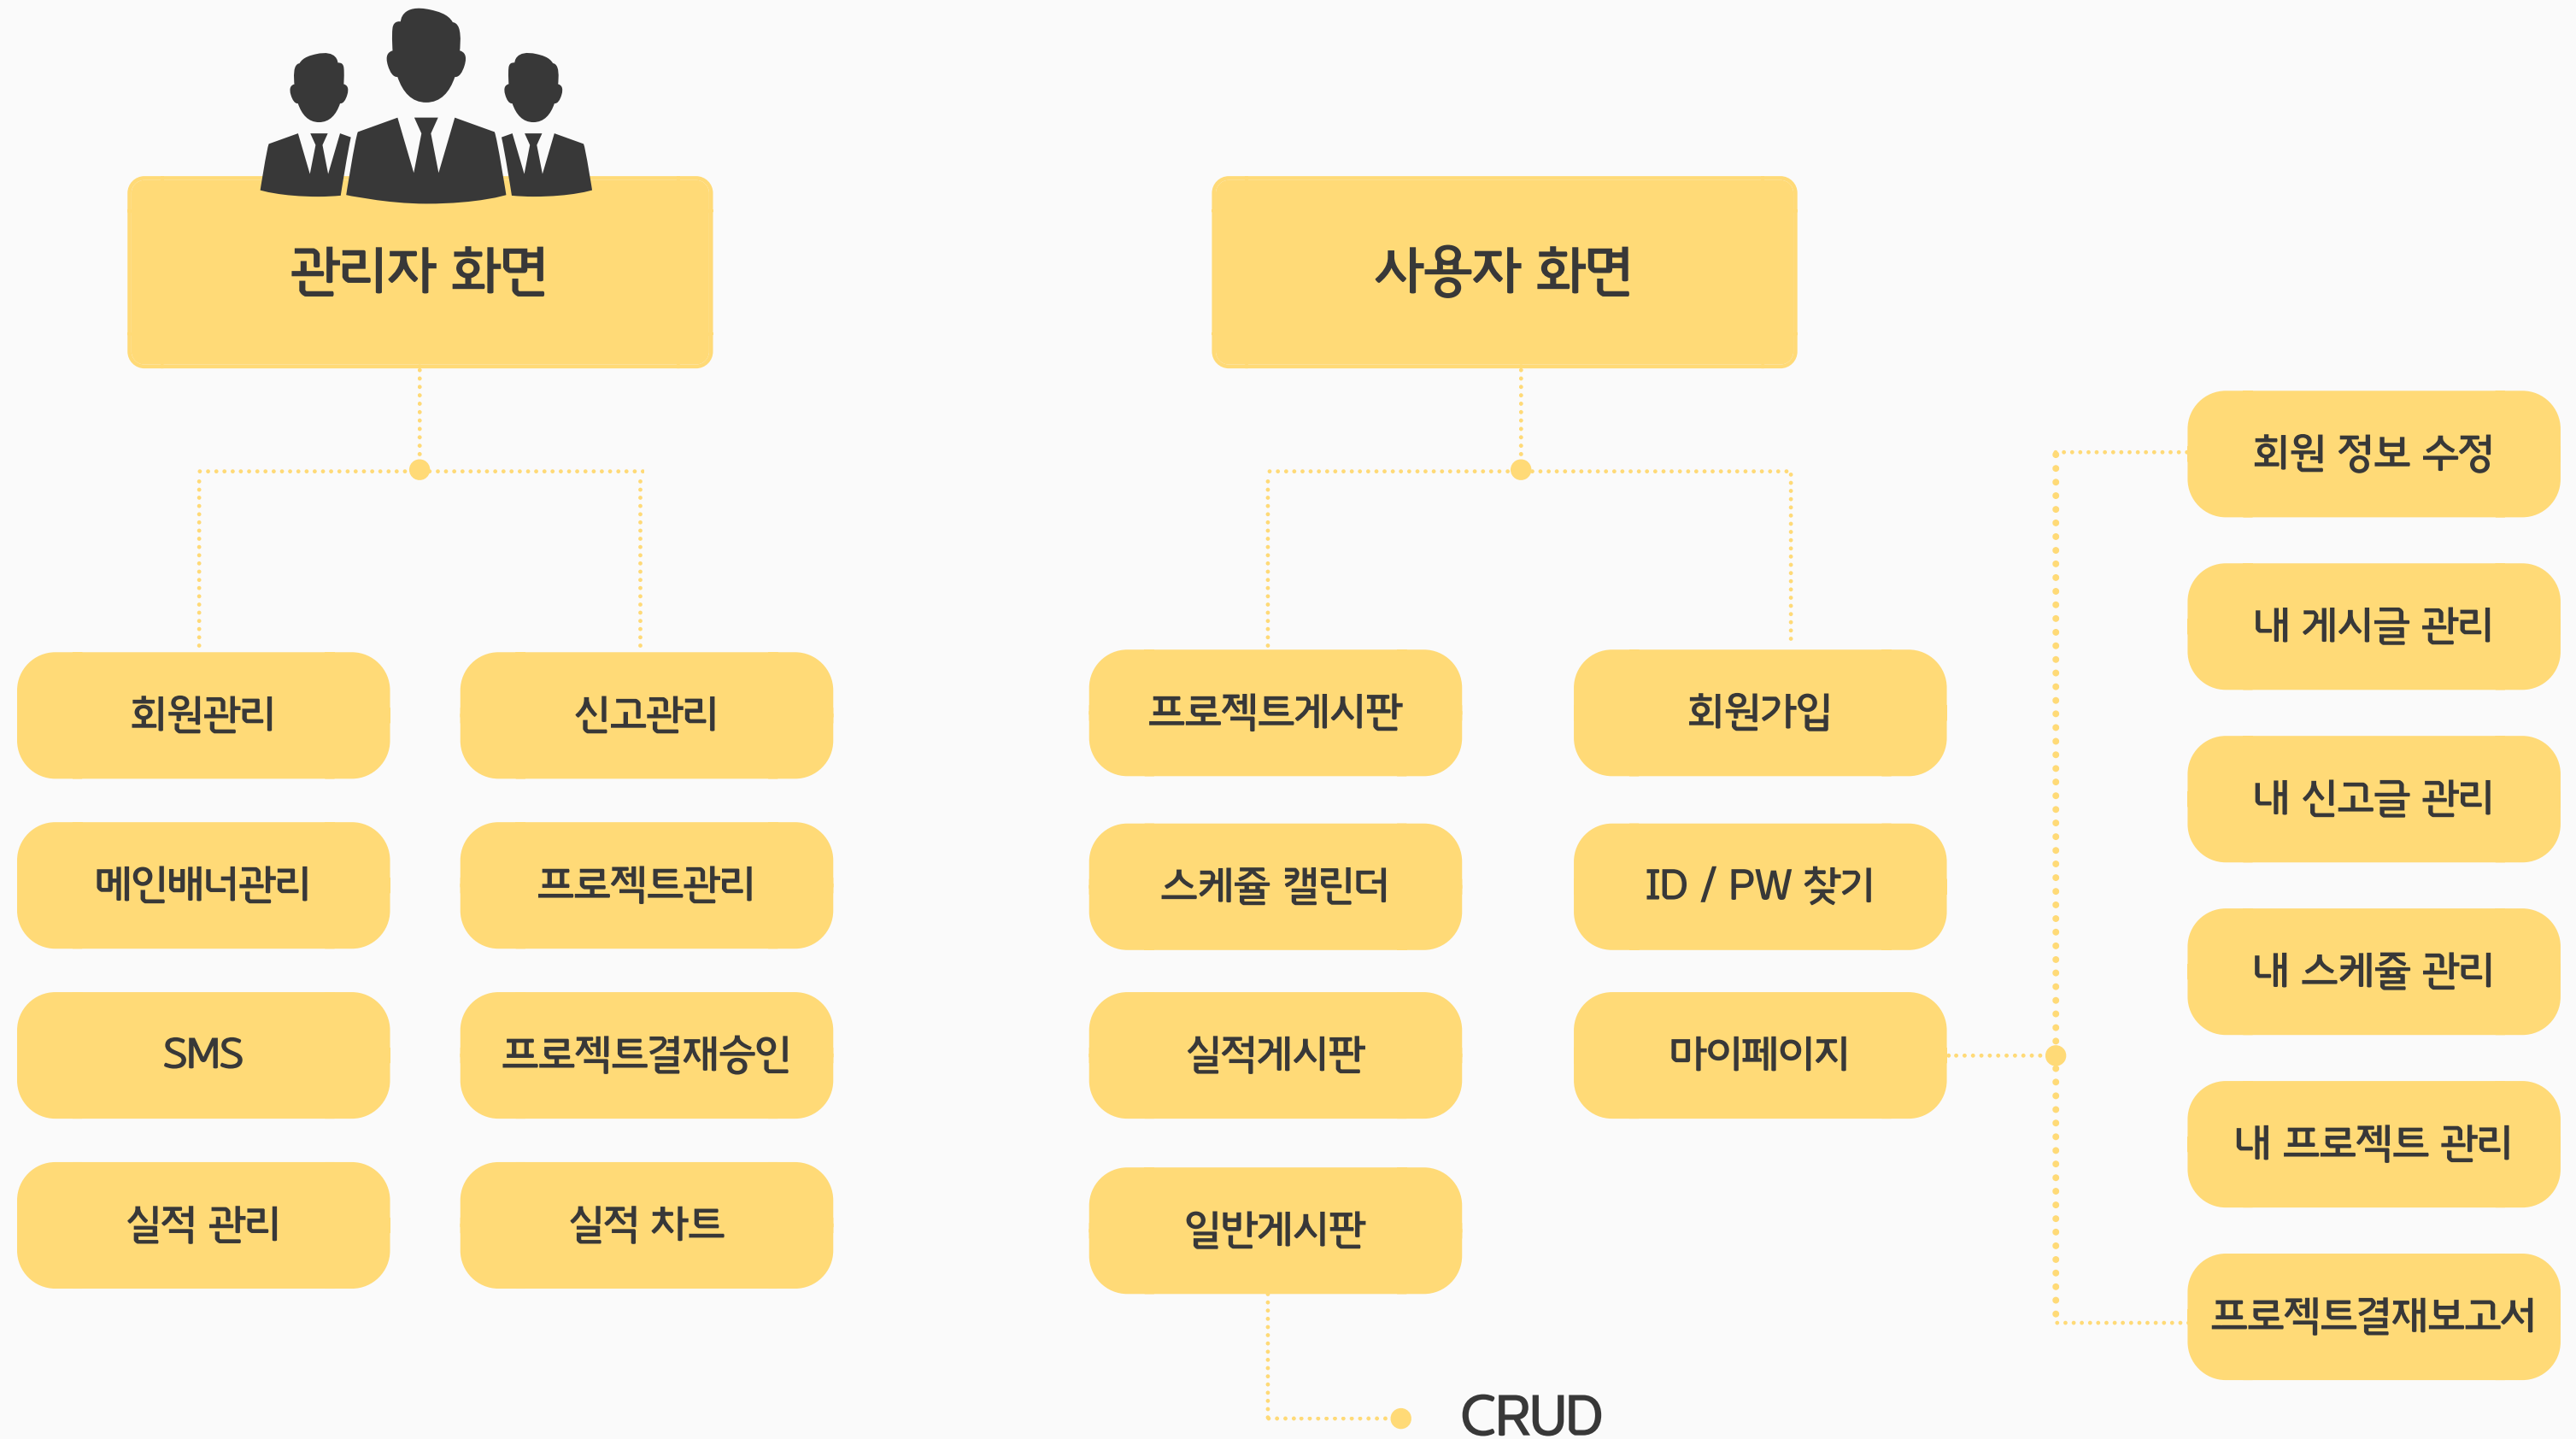 관리자 화면
회원관리
신고관리
메인배너관리
프로젝트관리
SMS
프로젝트결재승인
실적 관리
실적 차트
사용자 화면
프로젝트게시판
회원가입
스케쥴 캘린더
ID / PW 찾기
실적게시판
마이페이지
일반게시판
CRUD
회원 정보 수정
내 게시글 관리
내 신고글 관리
내 스케쥴 관리
내 프로젝트 관리
프로젝트결재보고서